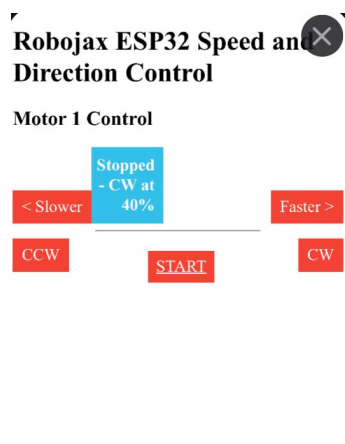 Robojax ESP32 Speed and
Direction Control
Motor 1 Control
Stopped
- CW at
40%
< Slower
Faster >
CCW
CW
START